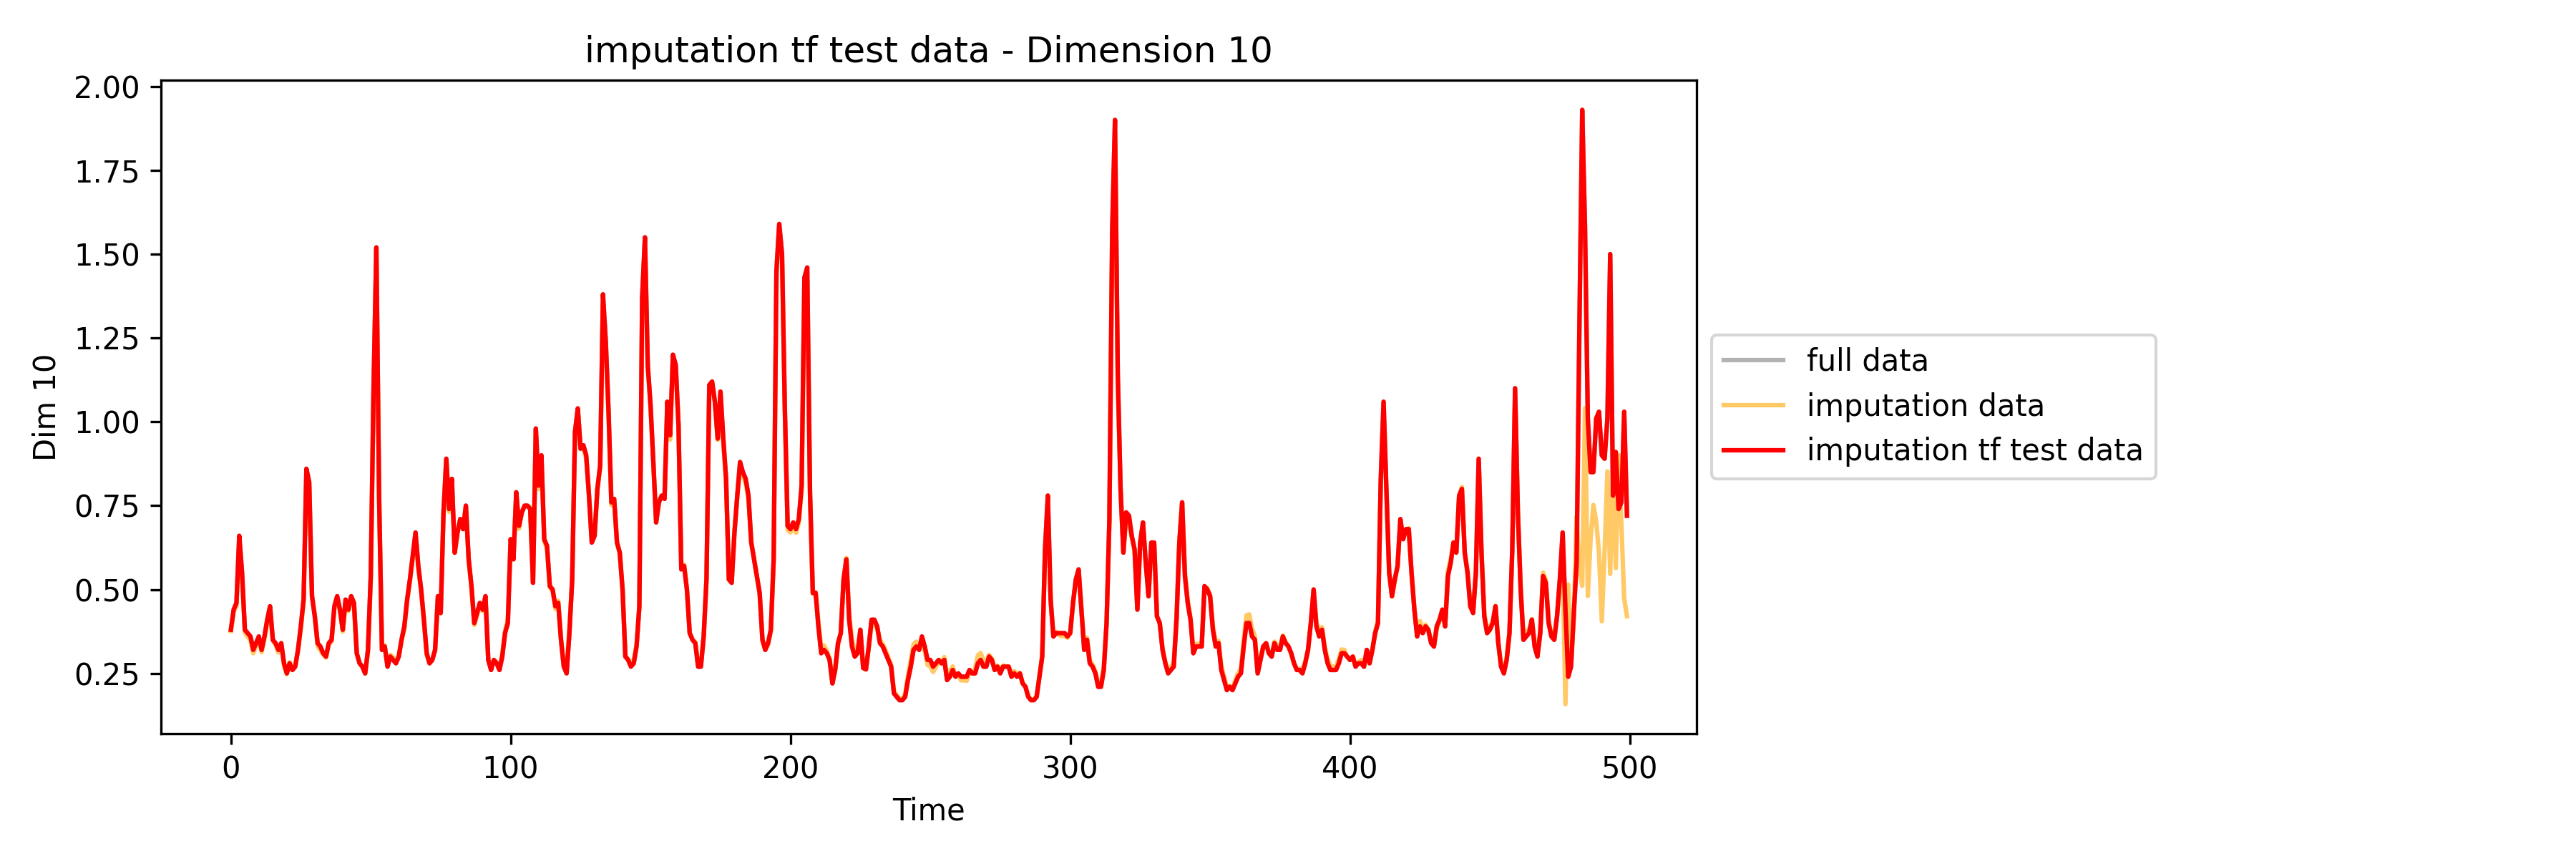 imputation tf test data - Dimension 10
2.00
1.75
1.50
1.25
1.00
0.75
0.50
0.25
Dim 10
0 100 200 300 400 500
Time
full data
imputation data
imputation tf test data